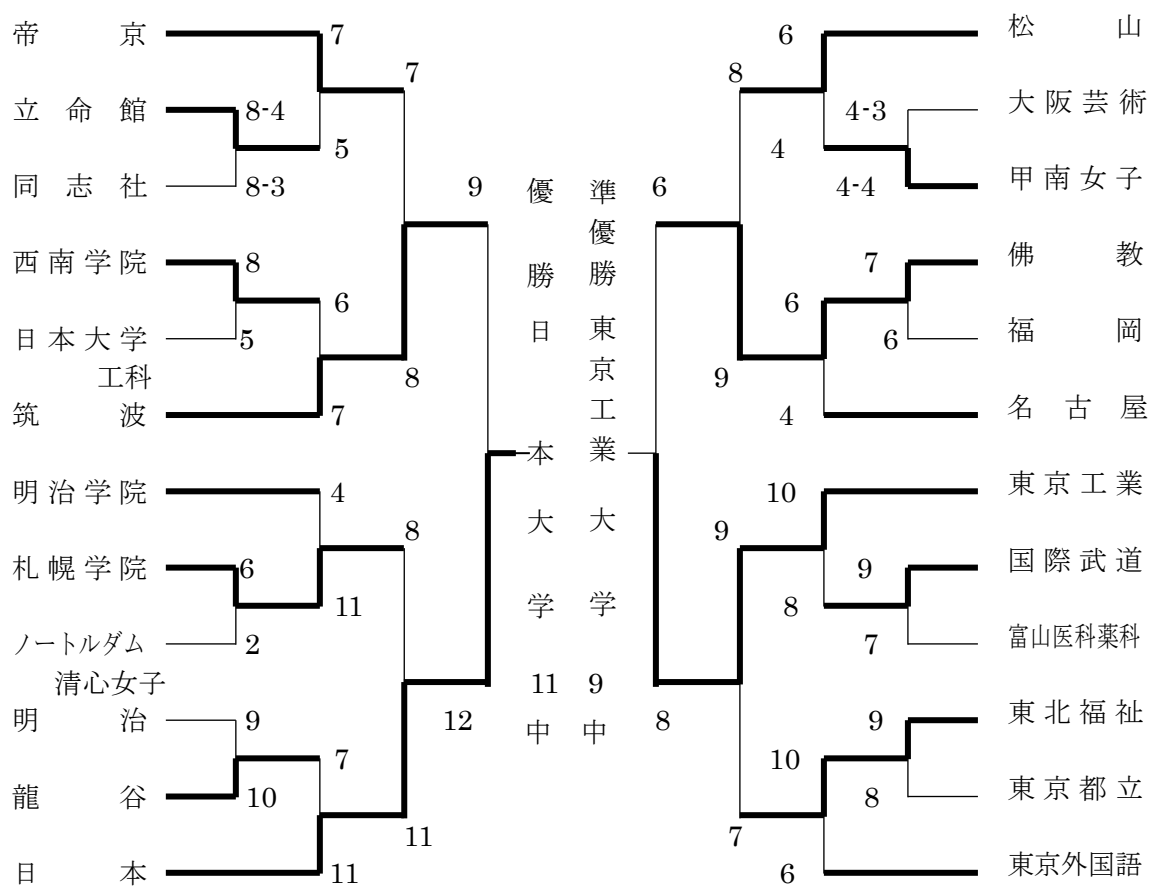 帝京
7
立命館
8-4
5
同志社
8-3
7
西南学院
8
6
日本大学
工科
5
筑波
7
8
9
明治学院
4
札幌学院
6
11
ノートルダム
清心女子
2
8
明治
9
7
龍谷
10
日本
11
11
12
優勝 日本大学 11中
準優勝 東京工業大学 9中
松山
6
大阪芸術
4-3
4
甲南女子
4-4
8
佛教
7
6
福岡
6
名古屋
4
9
6
東京工業
10
国際武道
9
8
富山医科薬科
7
9
東北福祉
9
10
東京都立
8
東京外国語
6
7
8